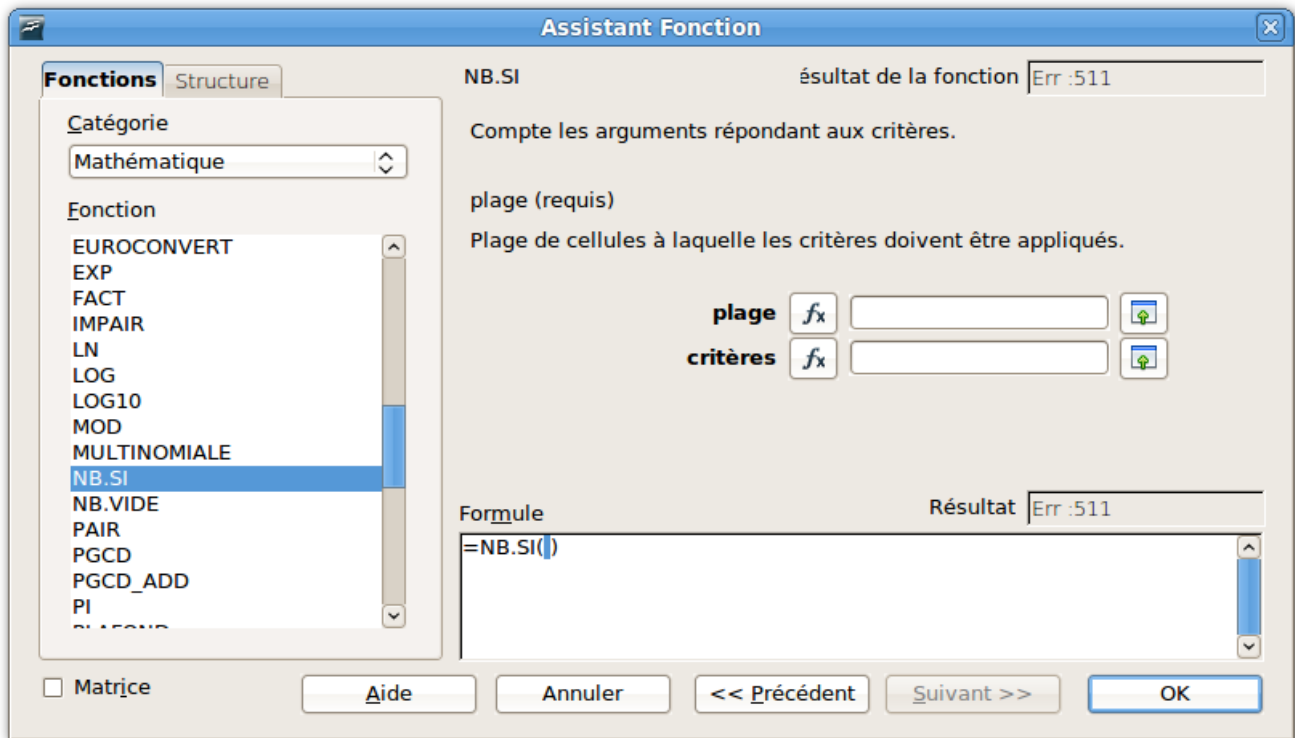 Assistant Fonction
Fonctions Structure
Catégorie
Mathématique
Fonction
EUROCONVERT
EXP
FACT
IMPAIR
LN
LOG
LOG10
MOD
MULTINOMIALE
NB.SI
NB.VIDE
PAIR
PGCD
PGCD_ADD
PI
NB.SI ésultat de la fonction Err :511
Compte les arguments répondant aux critères.
plage (requis)
Plage de cellules à laquelle les critères doivent être appliqués.
plage fx
critères fx
Formule Résultat Err :511
=NB.SI( )
Matrice Aide Annuler << Précédent Suivant >> OK